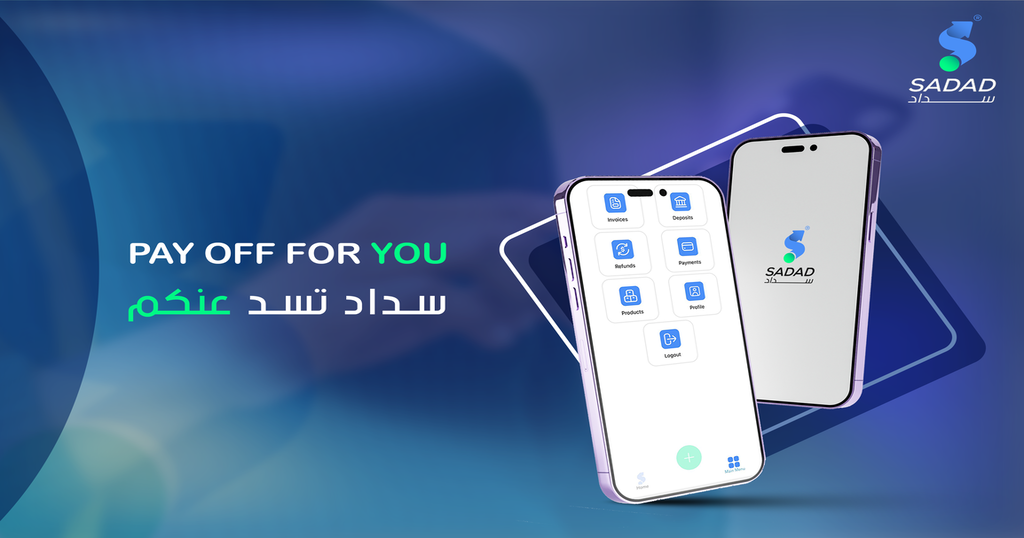 ®
SADAD
سداد
PAY OFF FOR YOU
سداد تسد عنكم
Invoices
Deposits
Refunds
Payments
Products
Profile
Logout
Home
Main Menu
SADAD
سداد